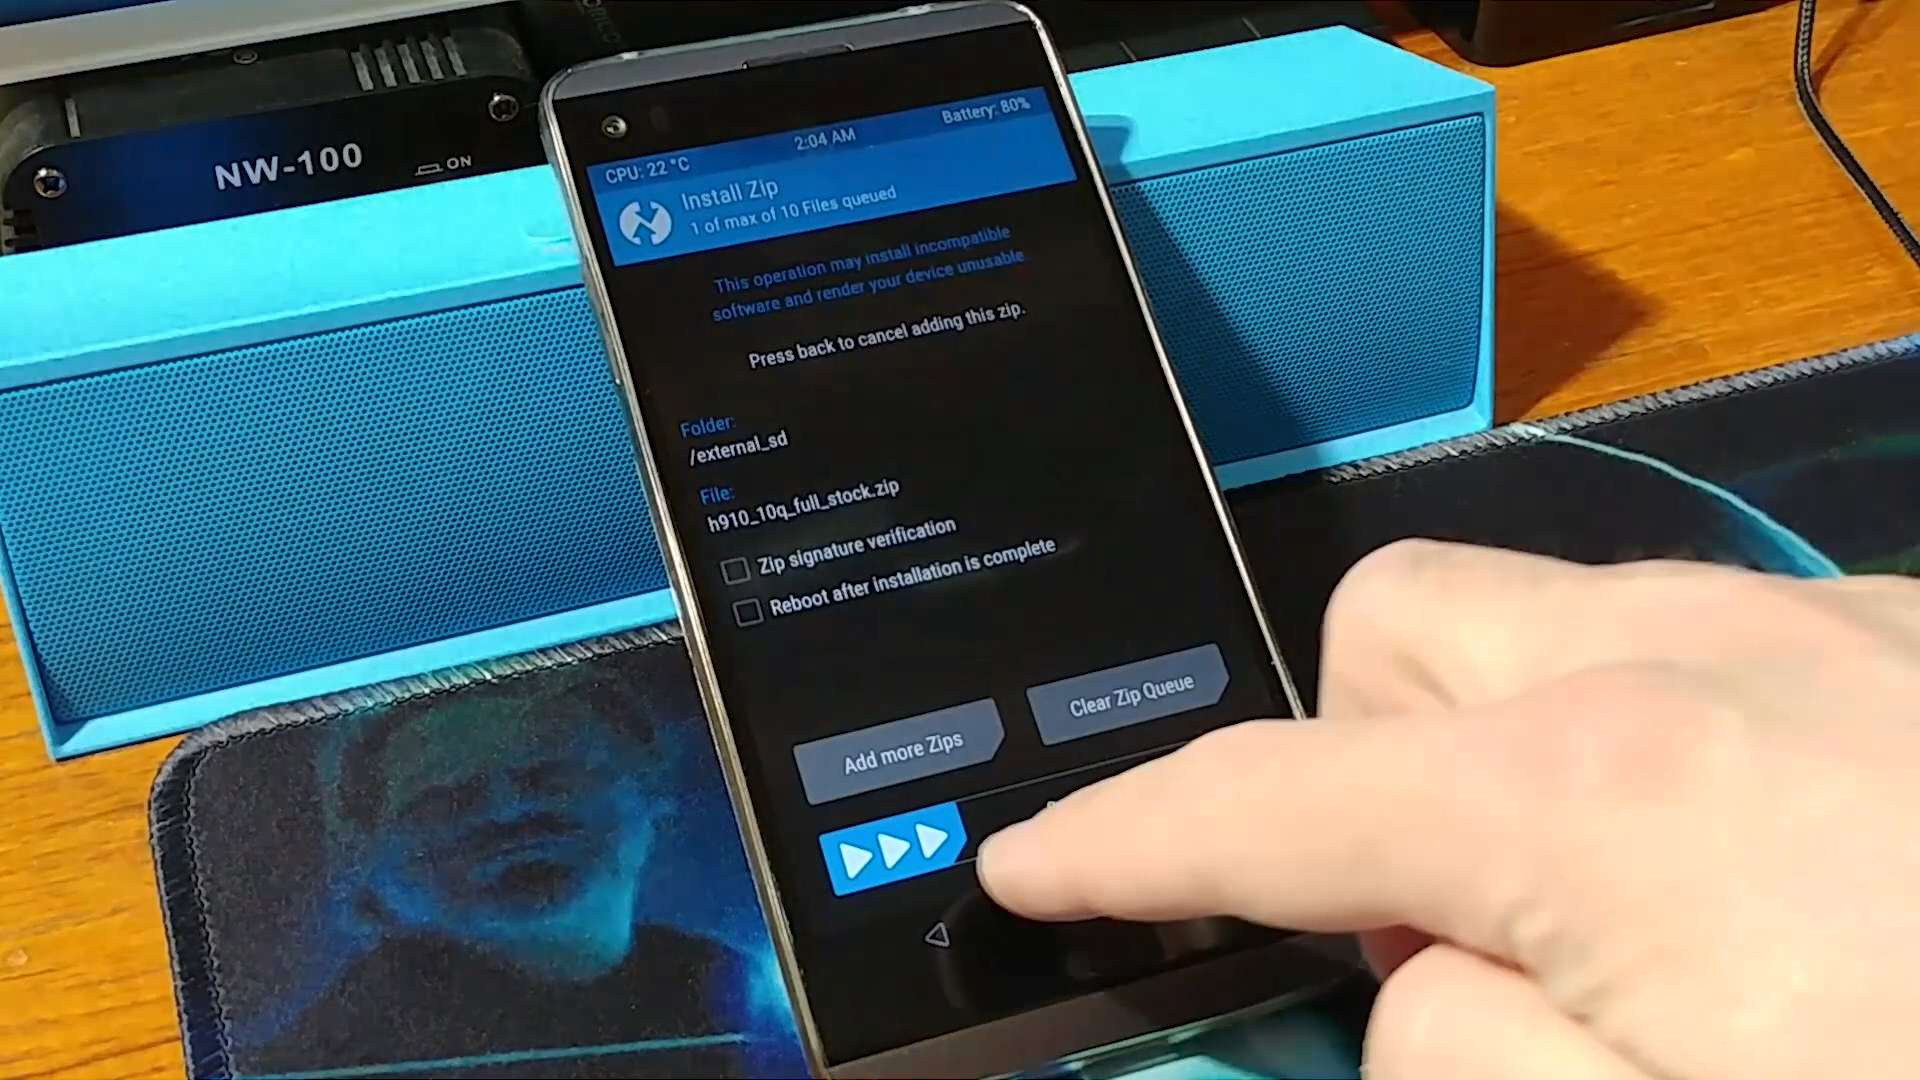 NW-100
ON
CPU: 22 °C
2:04 AM
Battery: 80%
Install Zip
1 of max of 10 Files queued
This operation may install incompatible
software and render your device unusable.
Press back to cancel adding this zip.
Folder:
/external_sd
File:
h910_10q_full_stock.zip
Zip signature verification
Reboot after installation is complete
Add more Zips
Clear Zip Queue